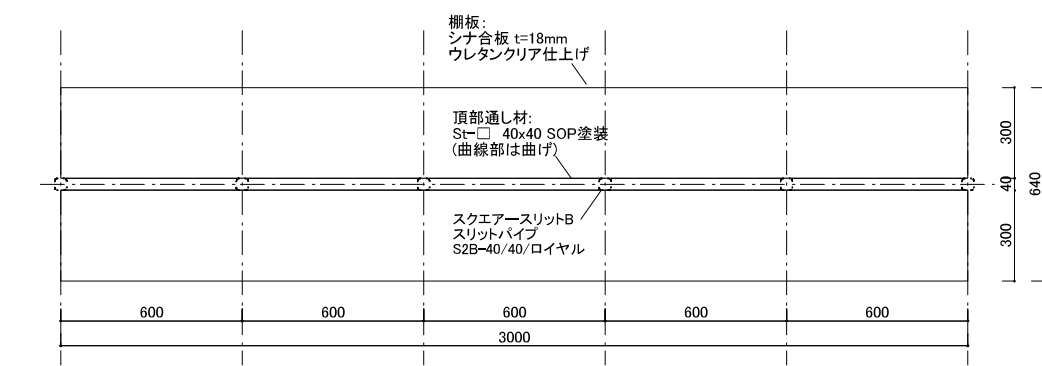 棚板:
シナ合板 t=18mm
ウレタンクリア仕上げ
頂部通し材:
St-□ 40x40 SOP塗装
(曲線部は曲げ)
スクエアースリットB
スリットパイプ
S2B-40/40/ロイヤル
300
40
300
640
600
600
600
600
600
3000